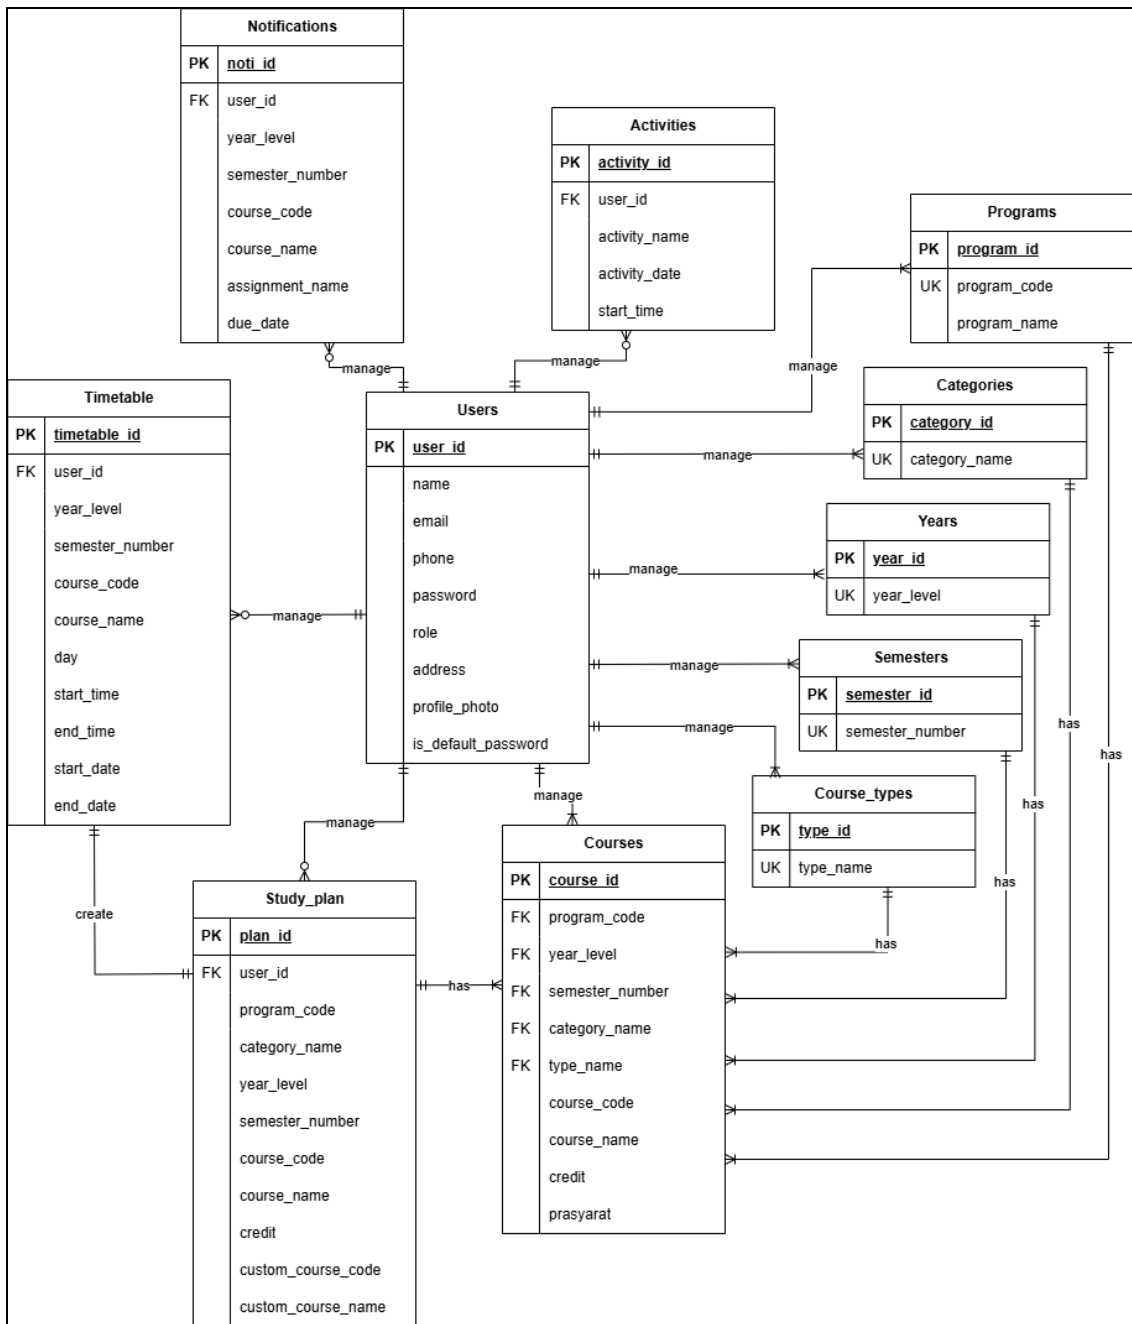 Notifications
PK noti_id
FK user_id
year_level
semester_number
course_code
course_name
assignment_name
due_date
Activities
PK activity_id
FK user_id
activity_name
activity_date
start_time
Programs
PK program_id
UK program_code
program_name
manage
manage
manage
Timetable
PK timetable_id
FK user_id
year_level
semester_number
course_code
course_name
day
start_time
end_time
start_date
end_date
Users
PK user_id
name
email
phone
password
role
address
profile_photo
is_default_password
Categories
PK category_id
UK category_name
manage
Years
PK year_id
UK year_level
manage
manage
Semesters
PK semester_id
UK semester_number
manage
manage
has
has
Course_types
PK type_id
UK type_name
manage
manage
has
has
has
create
Study_plan
PK plan_id
FK user_id
program_code
category_name
year_level
semester_number
course_code
course_name
credit
custom_course_code
custom_course_name
has
Courses
PK course_id
FK program_code
FK year_level
FK semester_number
FK category_name
FK type_name
course_code
course_name
credit
prasyarat